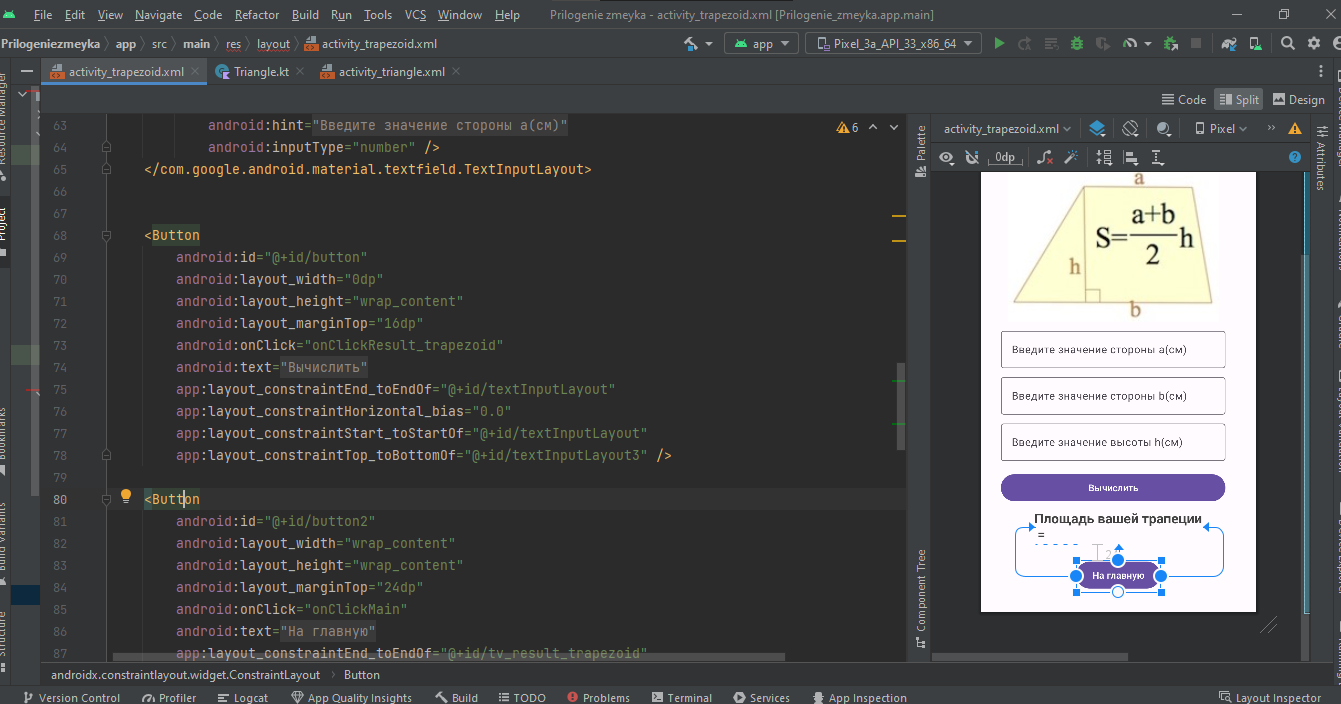 File Edit View Navigate Code Refactor Build Run Tools VCS Window Help Prilogenie zmeyka - activity_trapezoid.xml [Prilogenie_zmeyka.app.main]
Prilogeniezmeyka app src main res layout activity_trapezoid.xml app Pixel_3a_API_33_x86_64
activity_trapezoid.xml Triangle.kt activity_triangle.xml
Code Split Design
63 android:hint="Введите значение стороны a(см)"
64 android:inputType="number" />
65 </com.google.android.material.textfield.TextInputLayout>
66
67
68 <Button
69 android:id="@+id/button"
70 android:layout_width="0dp"
71 android:layout_height="wrap_content"
72 android:layout_marginTop="16dp"
73 android:onClick="onClickResult_trapezoid"
74 android:text="Вычислить"
75 app:layout_constraintEnd_toEndOf="@+id/textInputLayout"
76 app:layout_constraintHorizontal_bias="0.0"
77 app:layout_constraintStart_toStartOf="@+id/textInputLayout"
78 app:layout_constraintTop_toBottomOf="@+id/textInputLayout3" />
79
80 <Button
81 android:id="@+id/button2"
82 android:layout_width="wrap_content"
83 android:layout_height="wrap_content"
84 android:layout_marginTop="24dp"
85 android:onClick="onClickMain"
86 android:text="На главную"
87 app:layout_constraintEnd_toEndOf="@+id/tv_result_trapezoid"
6
Palette
Component Tree
activity_trapezoid.xml Pixel
0dp
a
S=
a+b
2
h
h
b
Введите значение стороны a(см)
Введите значение стороны b(см)
Введите значение высоты h(см)
Вычислить
Площадь вашей трапеции
=
На главную
Attributes
Resource Manager
Project
Bookmarks
Build Variants
Structure
androidx.constraintlayout.widget.ConstraintLayout Button
Version Control Profiler Logcat App Quality Insights Build TODO Problems Terminal Services App Inspection Layout Inspector